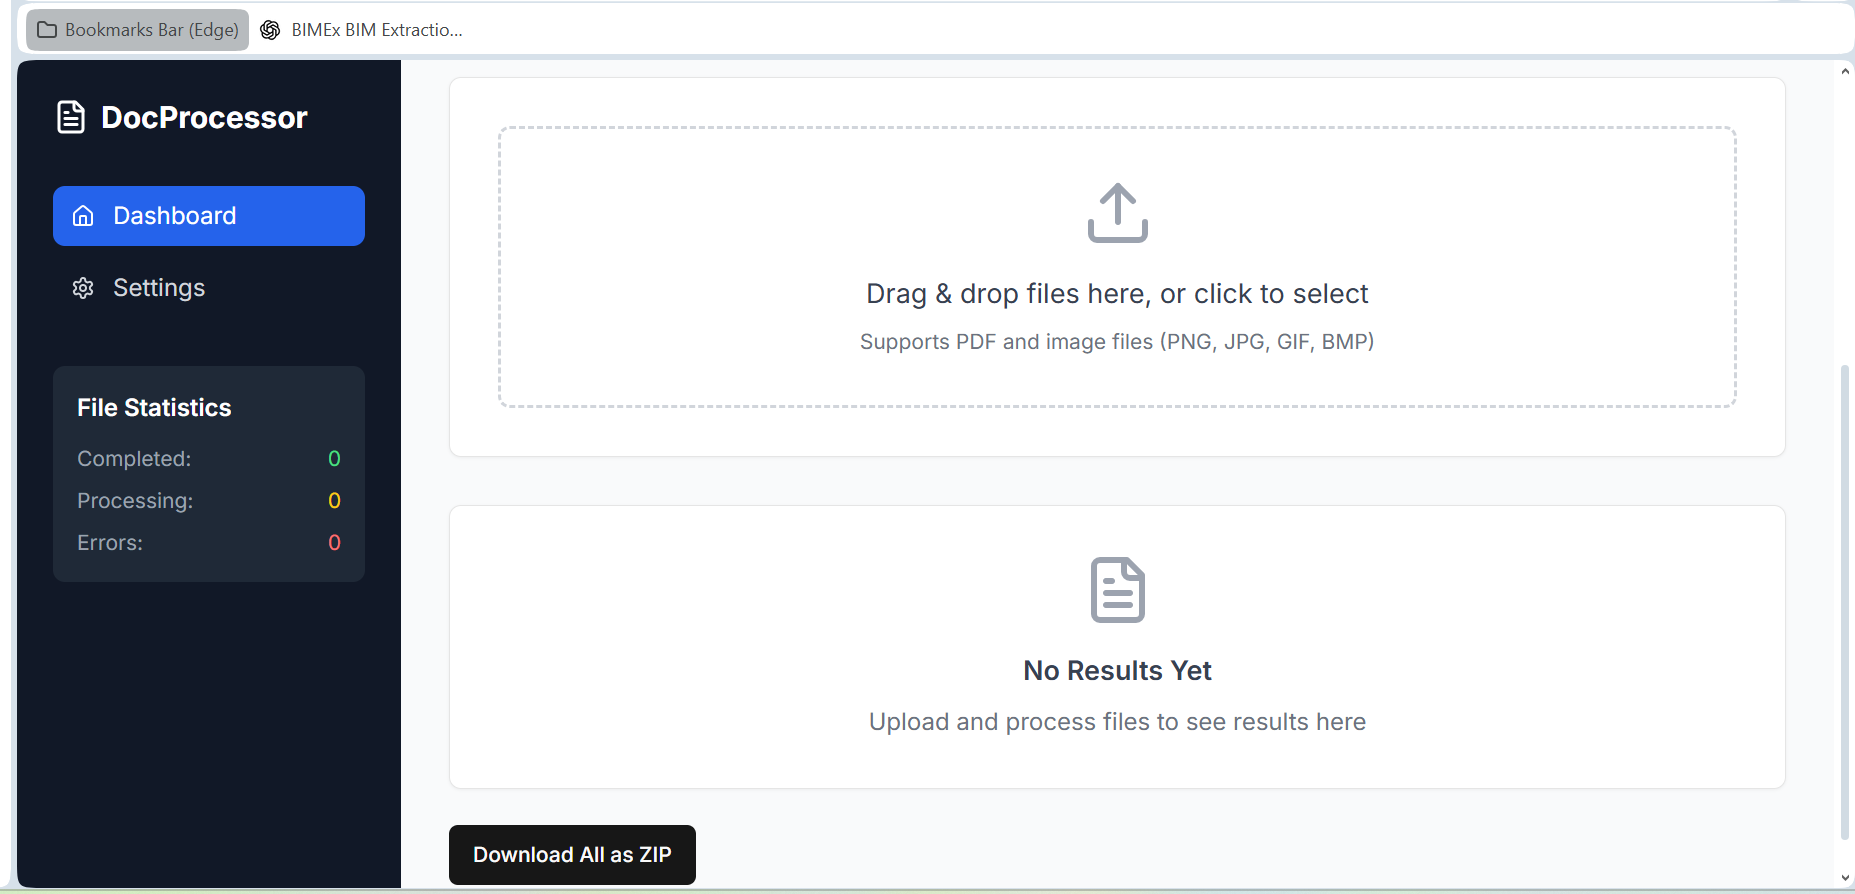 Bookmarks Bar (Edge)
BIMEx BIM Extractio...
DocProcessor
Dashboard
Settings
File Statistics
Completed: 0
Processing: 0
Errors: 0
Drag & drop files here, or click to select
Supports PDF and image files (PNG, JPG, GIF, BMP)
No Results Yet
Upload and process files to see results here
Download All as ZIP